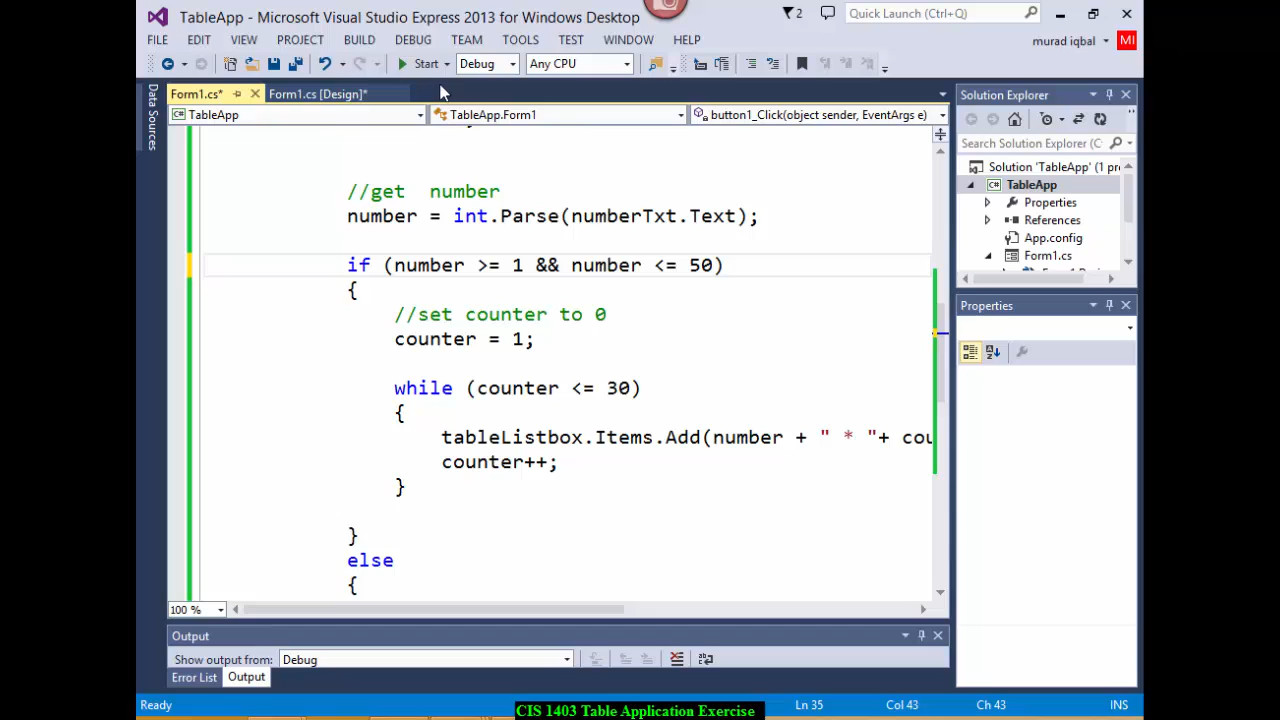 TableApp - Microsoft Visual Studio Express 2013 for Windows Desktop
2
Quick Launch (Ctrl+Q)
FILE EDIT VIEW PROJECT BUILD DEBUG TEAM TOOLS TEST WINDOW HELP
murad iqbal
MI
Start Debug Any CPU
Data Sources
Form1.cs* Form1.cs [Design]*
TableApp TableApp.Form1 button1_Click(object sender, EventArgs e)
//get  number
number = int.Parse(numberTxt.Text);
if (number >= 1 && number <= 50)
{
//set counter to 0
counter = 1;
while (counter <= 30)
{
tableListbox.Items.Add(number + " * "+ cou
counter++;
}
}
else
{
100 %
Output
Show output from: Debug
Error List Output
Solution Explorer
Search Solution Explorer (C
Solution 'TableApp' (1 pr
C# TableApp
Properties
References
App.config
Form1.cs
Properties
Ready Ln 35 Col 43 Ch 43 INS
CIS 1403 Table Application Exercise